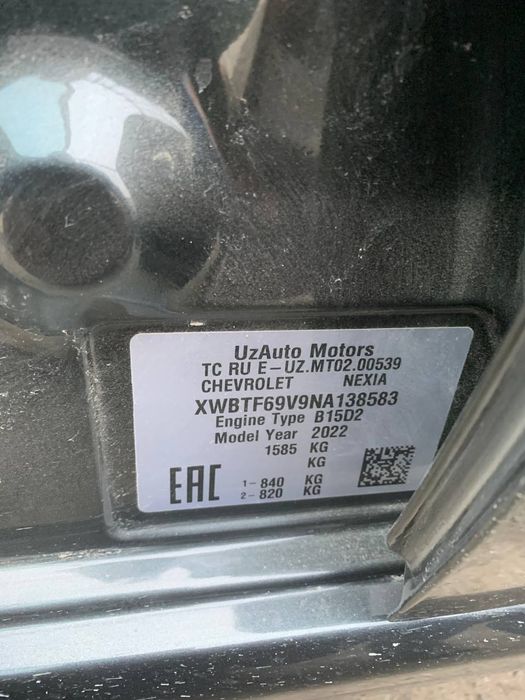 UzAuto Motors
TC RU E-UZ.MT02.00539
CHEVROLET NEXIA
XWBTF69V9NA138583
Engine Type B15D2
Model Year 2022
1585 KG
KG
EAC 1-840 KG
2-820 KG